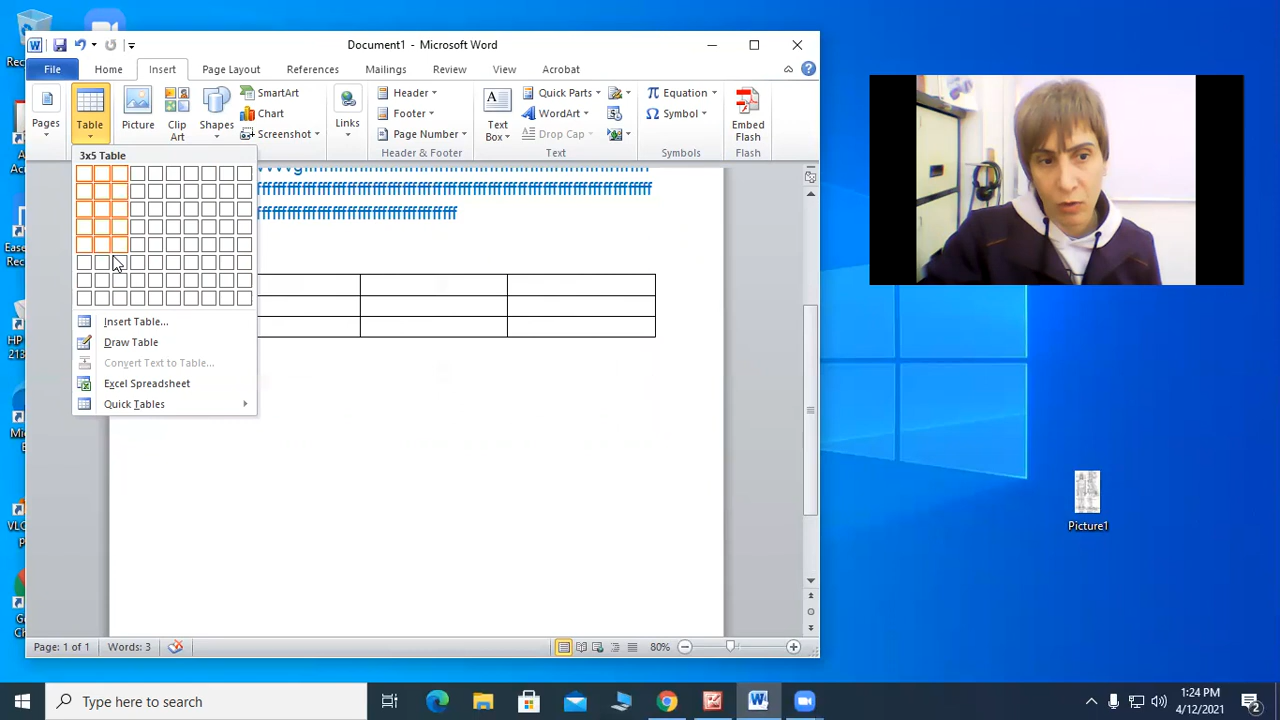 Document1 - Microsoft Word
File Home Insert Page Layout References Mailings Review View Acrobat
Pages
Table
Picture
Clip
Art
Shapes
SmartArt
Chart
Screenshot
Links
Header
Footer
Page Number
Header & Footer
Text
Box
Quick Parts
WordArt
Drop Cap
Text
Equation
Symbol
Symbols
Embed
Flash
Flash
3x5 Table
Insert Table...
Draw Table
Convert Text to Table...
Excel Spreadsheet
Quick Tables
Page: 1 of 1 Words: 3 80%
Picture1
Type here to search
1:24 PM
4/12/2021
2